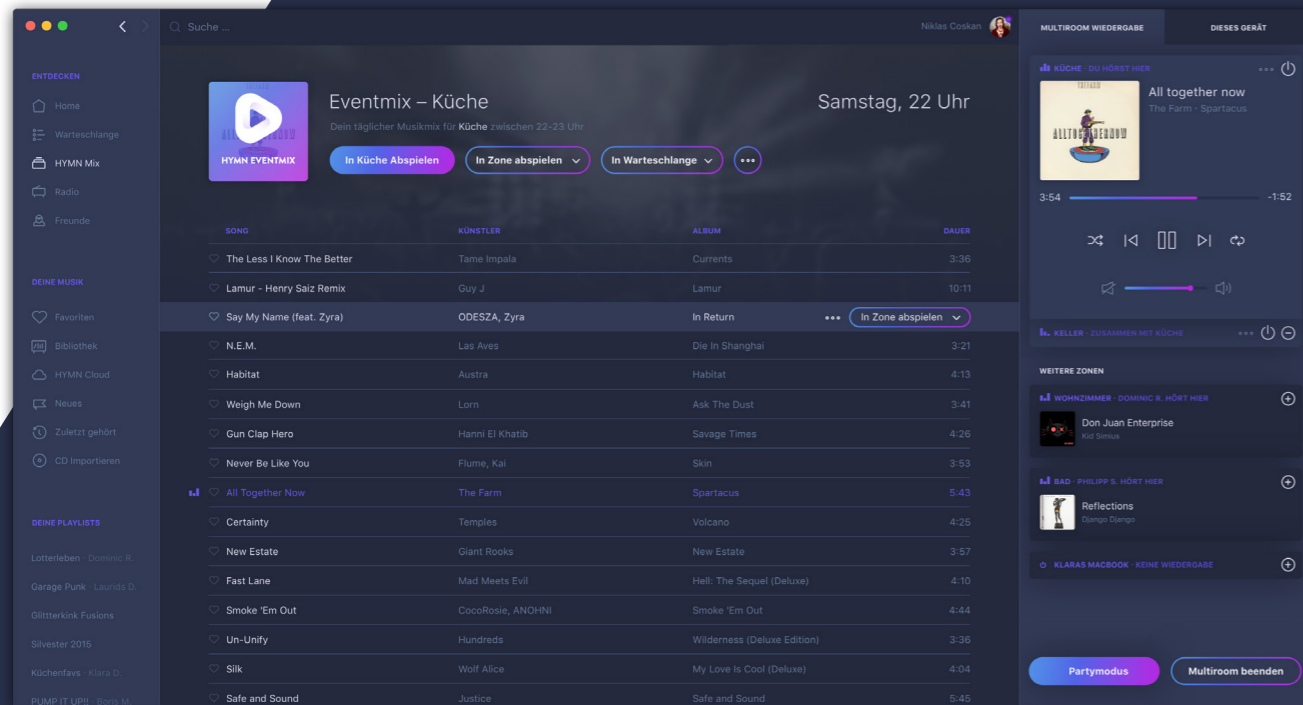 Suche ...
Niklas Coskan
ENTDECKEN
Home
Warteschlange
HYMN Mix
Radio
Freunde
DEINE MUSIK
Favoriten
Bibliothek
HYMN Cloud
Neues
Zuletzt gehört
CD Importieren
DEINE PLAYLISTS
Lotterleben · Dominic R.
Garage Punk · Laurids D.
Glittterkink Fusions
Silvester 2015
Küchenfavs · Klara D.
PUMP IT UP!! · Boris M.
HYMN EVENTMIX
Eventmix – Küche
Samstag, 22 Uhr
Dein täglicher Musikmix für Küche zwischen 22-23 Uhr
In Küche Abspielen In Zone abspielen In Warteschlange
SONG KÜNSTLER ALBUM DAUER
The Less I Know The Better Tame Impala Currents 3:36
Lamur - Henry Saiz Remix Guy J Lamur 10:11
Say My Name (feat. Zyra) ODESZA, Zyra In Return In Zone abspielen
N.E.M. Las Aves Die In Shanghai 3:21
Habitat Austra Habitat 4:13
Weigh Me Down Lorn Ask The Dust 3:41
Gun Clap Hero Hanni El Khatib Savage Times 4:26
Never Be Like You Flume, Kai Skin 3:53
All Together Now The Farm Spartacus 5:43
Certainty Temples Volcano 4:25
New Estate Giant Rooks New Estate 3:57
Fast Lane Mad Meets Evil Hell: The Sequel (Deluxe) 4:10
Smoke 'Em Out CocoRosie, ANOHNI Smoke 'Em Out 4:44
Un-Unify Hundreds Wilderness (Deluxe Edition) 3:36
Silk Wolf Alice My Love Is Cool (Deluxe) 4:04
Safe and Sound Justice Safe and Sound 5:45
MULTIROOM WIEDERGABE DIESES GERÄT
KÜCHE · DU HÖRST HIER
ALLTOGETHERNOW
All together now
The Farm · Spartacus
3:54 -1:52
KELLER · ZUSAMMEN MIT KÜCHE
WEITERE ZONEN
WOHNZIMMER · DOMINIC R. HÖRT HIER
Don Juan Enterprise
Kid Simius
BAD · PHILIPP S. HÖRT HIER
Reflections
Django Django
KLARAS MACBOOK · KEINE WIEDERGABE
Partymodus Multiroom beenden